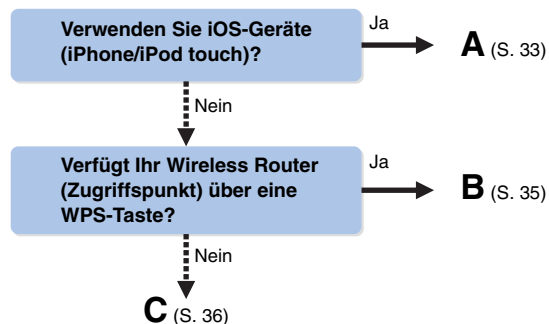 Verwenden Sie iOS-Geräte
(iPhone/iPod touch)?
Ja
A (S. 33)
Nein
Verfügt Ihr Wireless Router
(Zugriffspunkt) über eine
WPS-Taste?
Ja
B (S. 35)
Nein
C (S. 36)